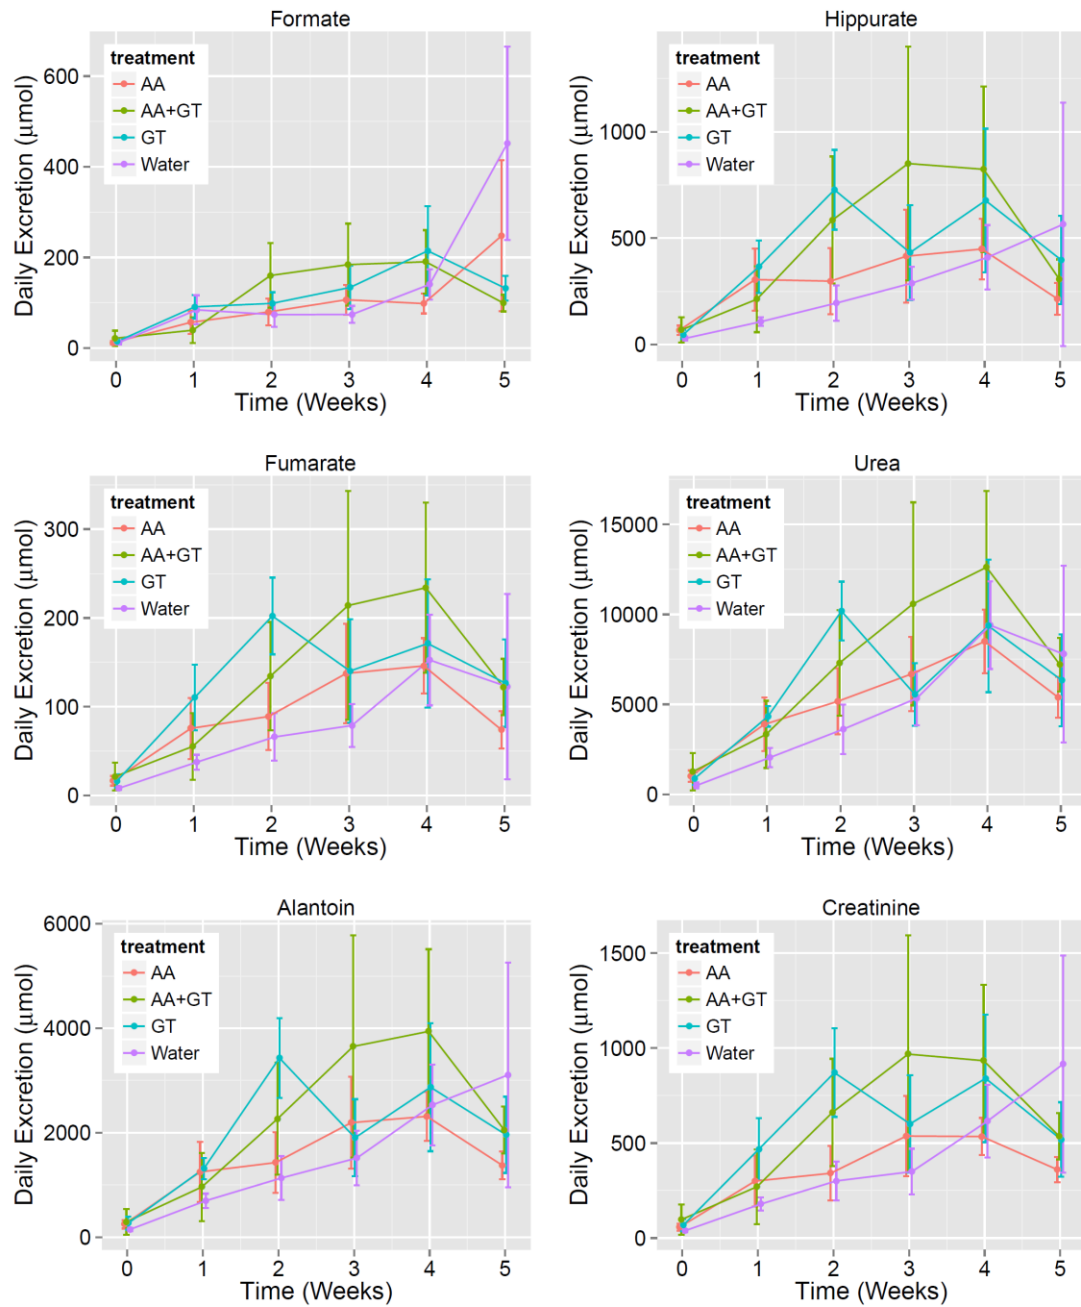 Formate
Daily Excretion (μmol)
600
400
200
0
treatment
AA
AA+GT
GT
Water
0 1 2 3 4 5
Time (Weeks)
Hippurate
Daily Excretion (μmol)
1000
500
0
treatment
AA
AA+GT
GT
Water
0 1 2 3 4 5
Time (Weeks)
Fumarate
Daily Excretion (μmol)
300
200
100
0
treatment
AA
AA+GT
GT
Water
0 1 2 3 4 5
Time (Weeks)
Urea
Daily Excretion (μmol)
15000
10000
5000
0
treatment
AA
AA+GT
GT
Water
0 1 2 3 4 5
Time (Weeks)
Alantoin
Daily Excretion (μmol)
6000
4000
2000
0
treatment
AA
AA+GT
GT
Water
0 1 2 3 4 5
Time (Weeks)
Creatinine
Daily Excretion (μmol)
1500
1000
500
0
treatment
AA
AA+GT
GT
Water
0 1 2 3 4 5
Time (Weeks)